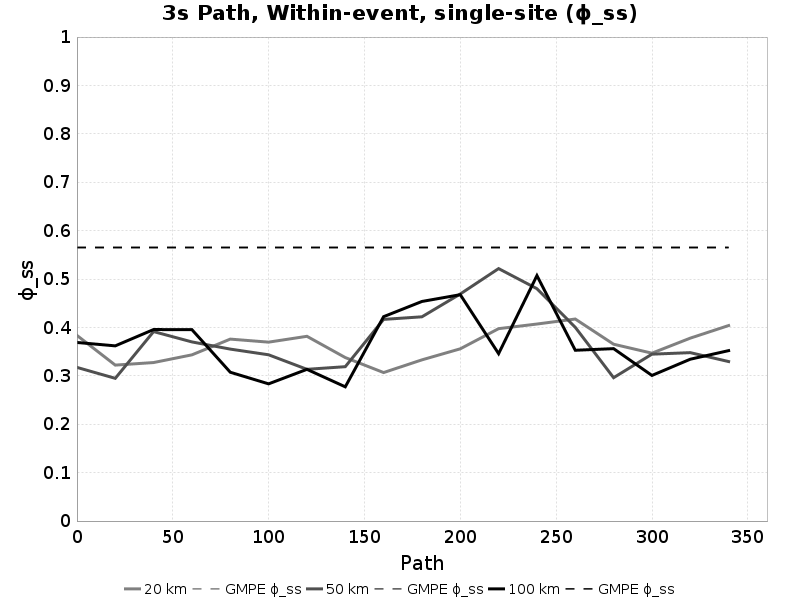 3s Path, Within-event, single-site (ϕ_ss)
1
0.9
0.8
0.7
0.6
0.5
0.4
0.3
0.2
0.1
0
ϕ_ss
0 50 100 150 200 250 300 350
Path
20 km GMPE ϕ_ss 50 km GMPE ϕ_ss 100 km GMPE ϕ_ss